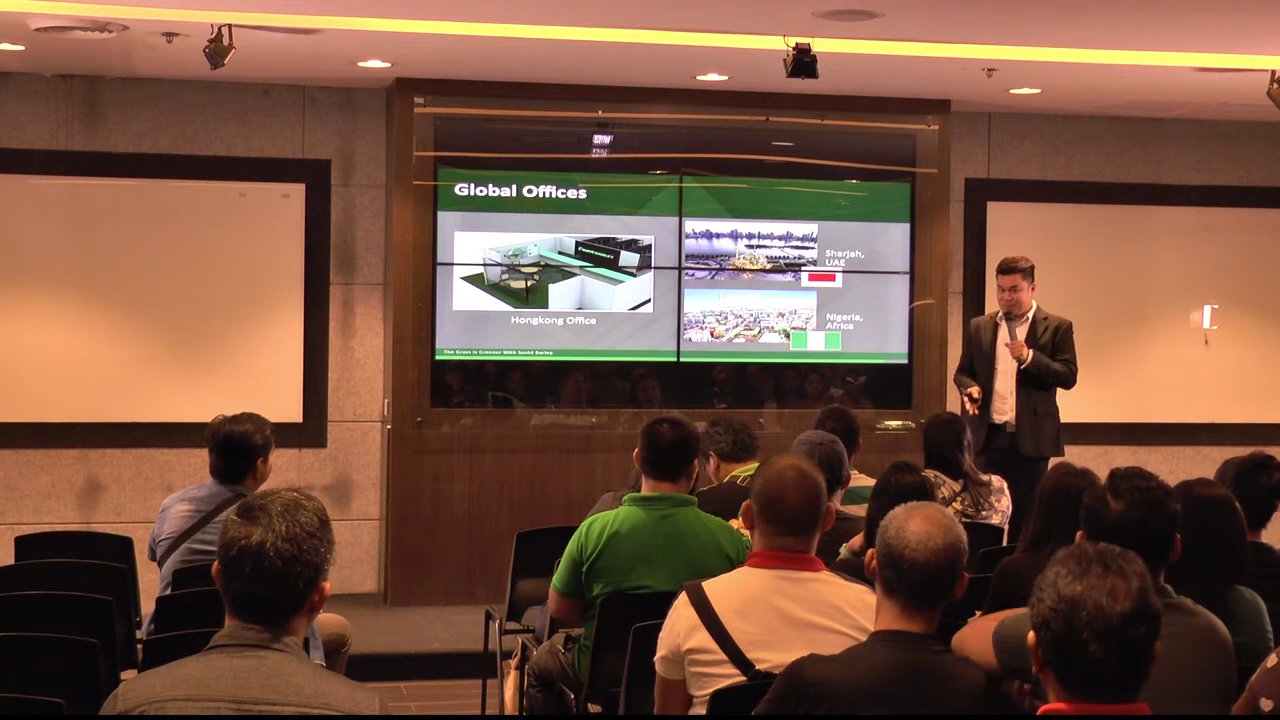 Global Offices
Sharjah,
UAE
Hongkong Office
Nigeria,
Africa
The Grass Is Greener With Santé Barley